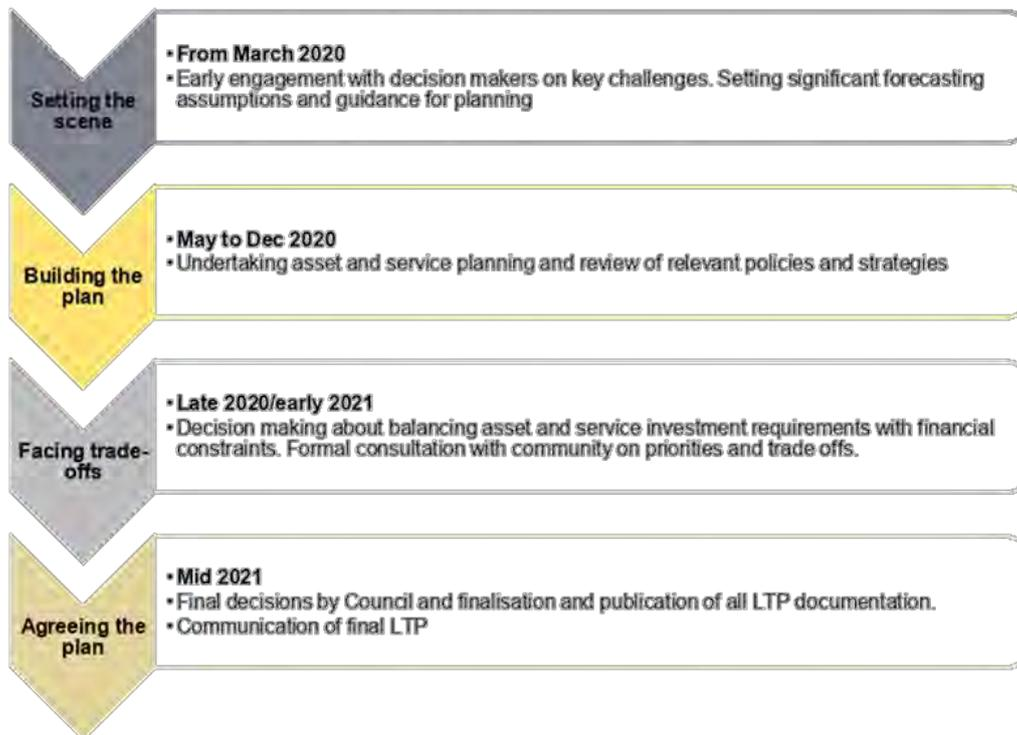 Setting the
scene
▪ From March 2020
▪ Early engagement with decision makers on key challenges. Setting significant forecasting
assumptions and guidance for planning
Building the
plan
▪ May to Dec 2020
▪ Undertaking asset and service planning and review of relevant policies and strategies
Facing trade-
offs
▪ Late 2020/early 2021
▪ Decision making about balancing asset and service investment requirements with financial
constraints. Formal consultation with community on priorities and trade offs.
Agreeing the
plan
▪ Mid 2021
▪ Final decisions by Council and finalisation and publication of all LTP documentation.
▪ Communication of final LTP